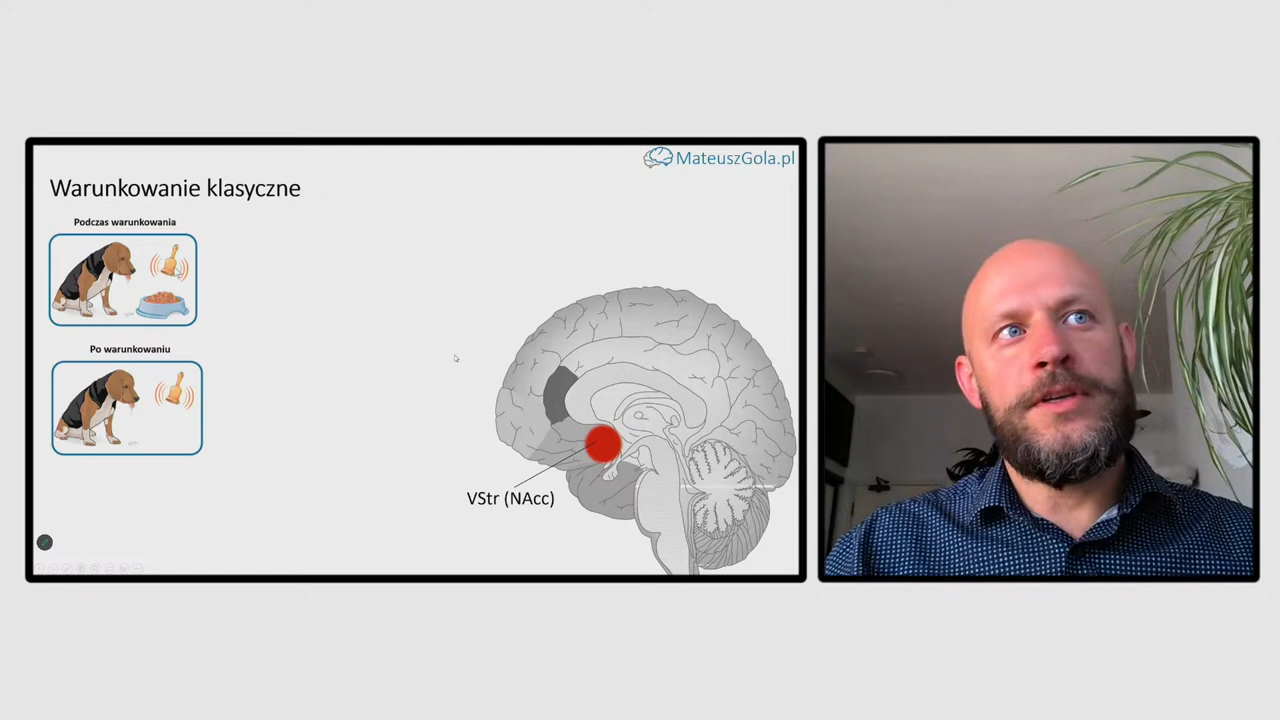 MateuszGola.pl
Warunkowanie klasyczne
Podczas warunkowania
Po warunkowaniu
VStr (NAcc)